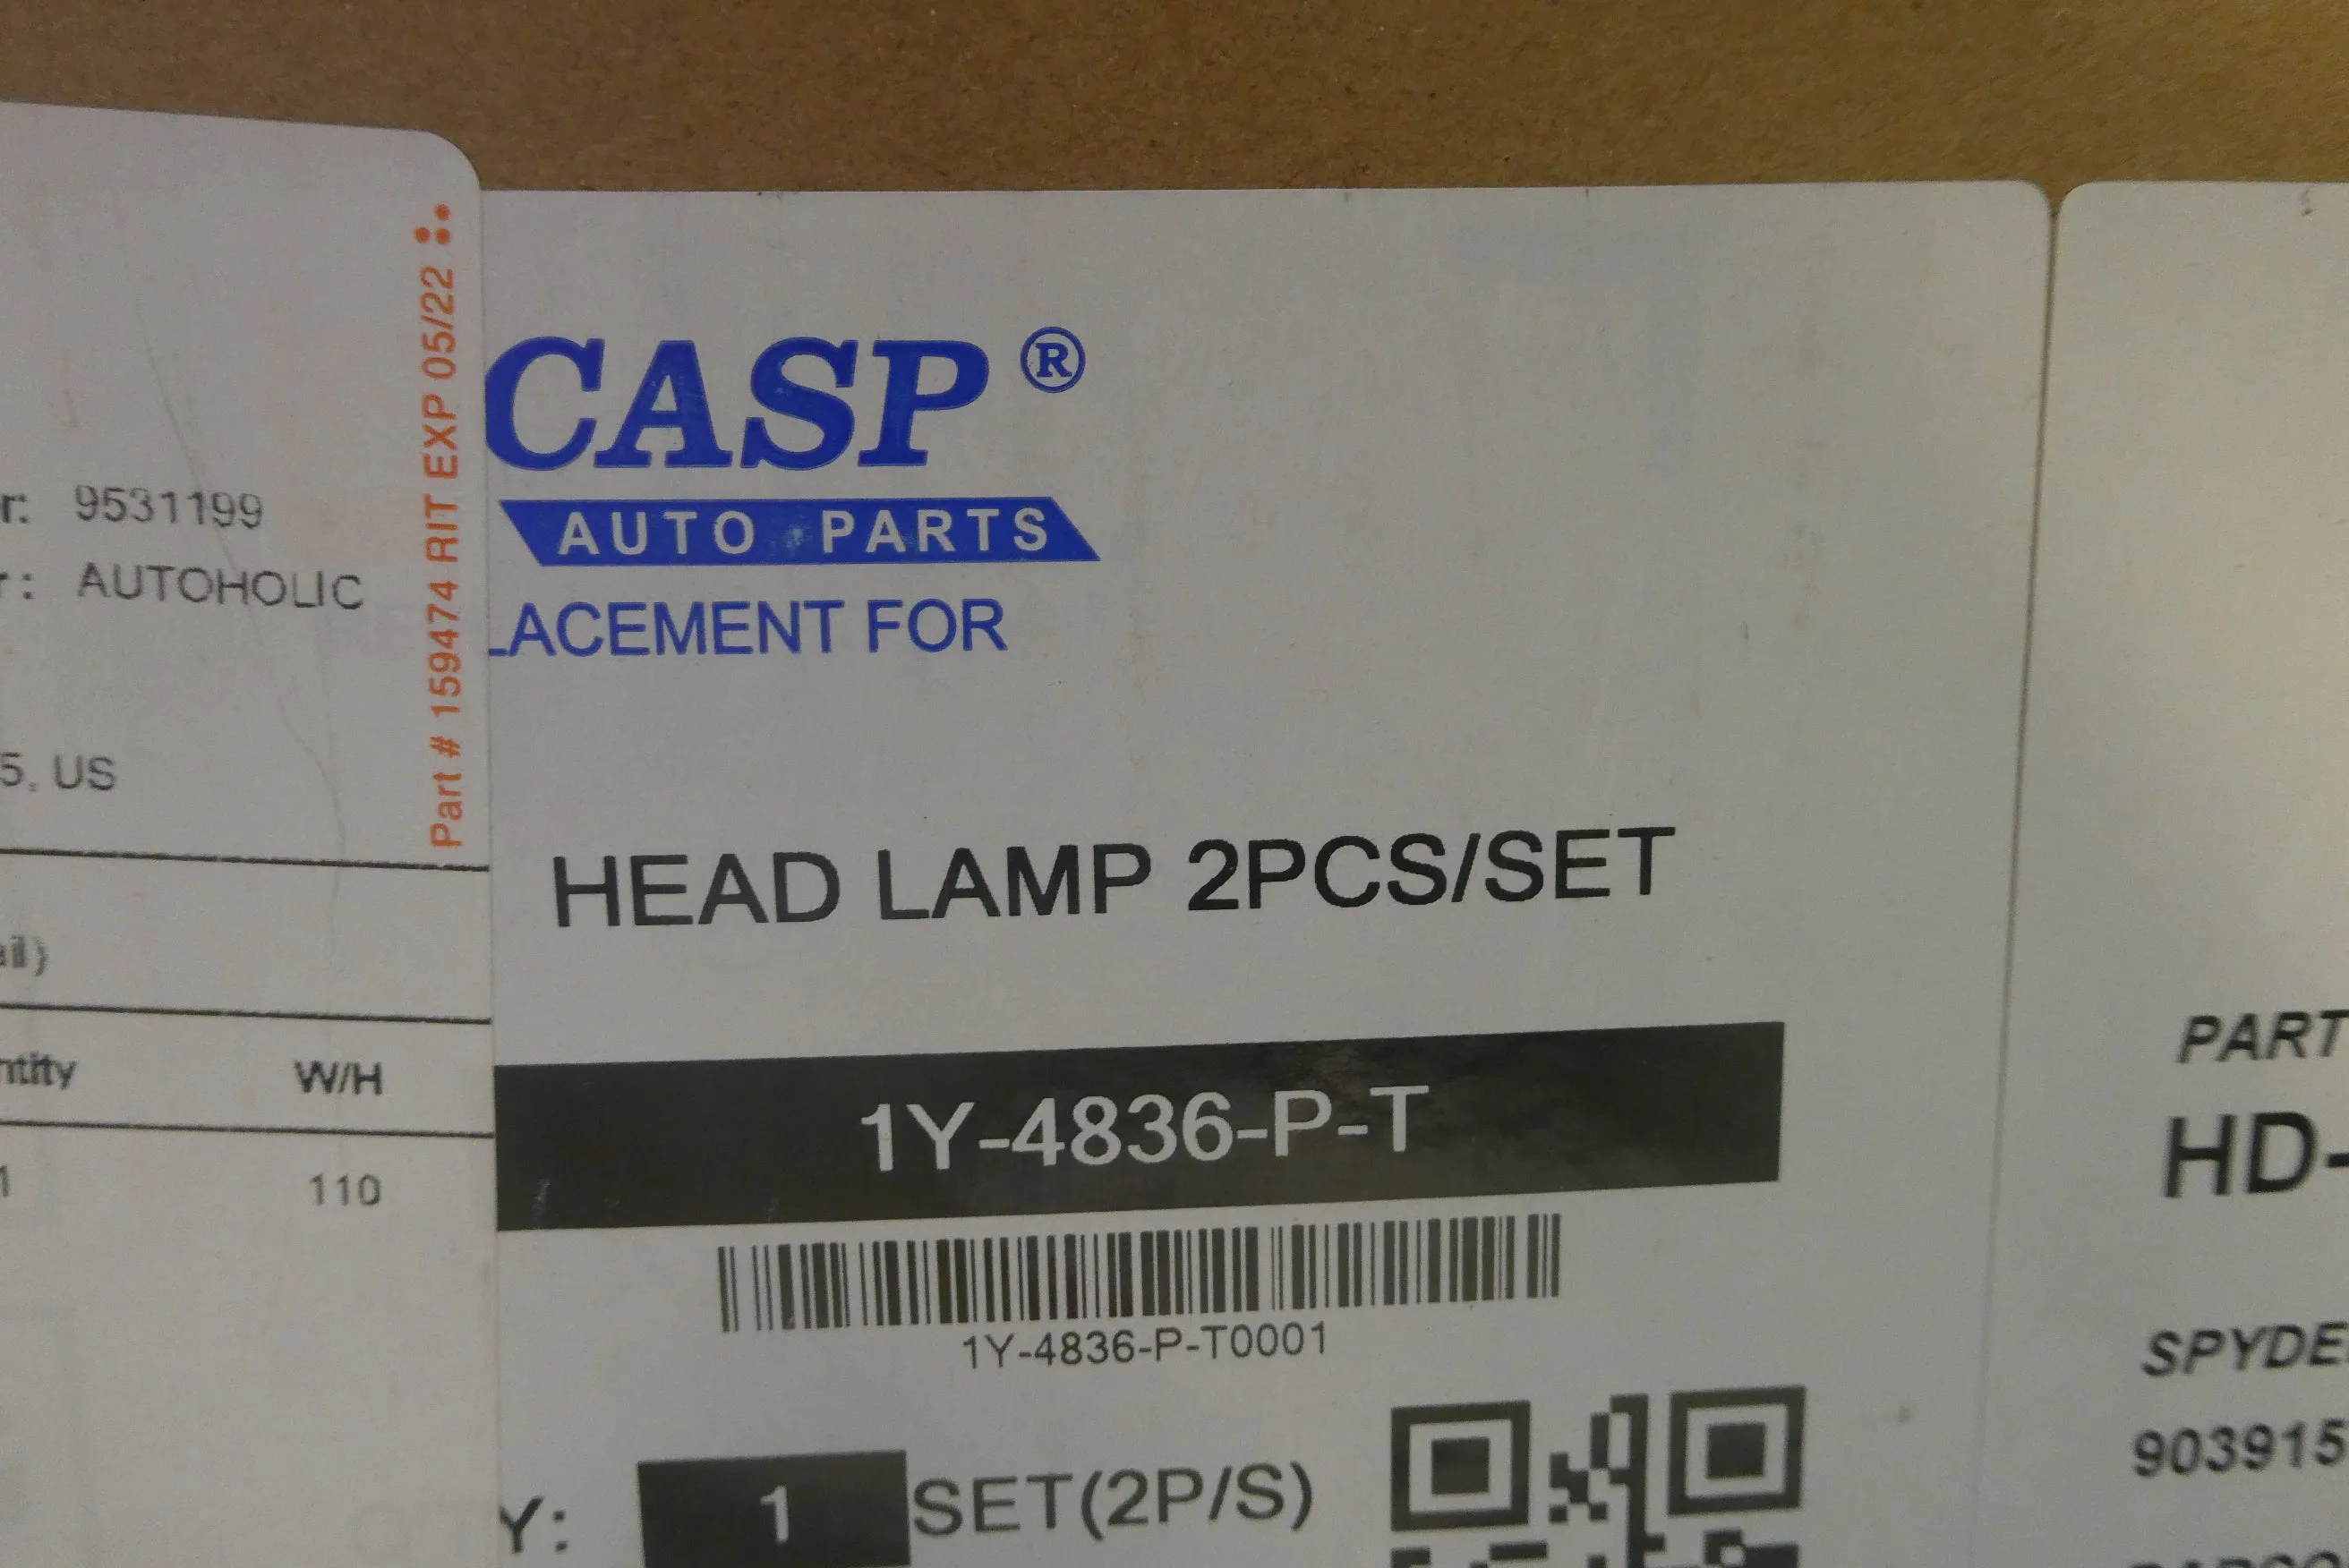 r: 9531199
r: AUTOHOLIC
5, US
ail)
ntity W/H
1 110
Part # 159474 RIT EXP 05/22
CASP ®
AUTO PARTS
LACEMENT FOR
HEAD LAMP 2PCS/SET
1Y-4836-P-T
1Y-4836-P-T0001
Y: 1 SET(2P/S)
PART
HD-
SPYDE
903915